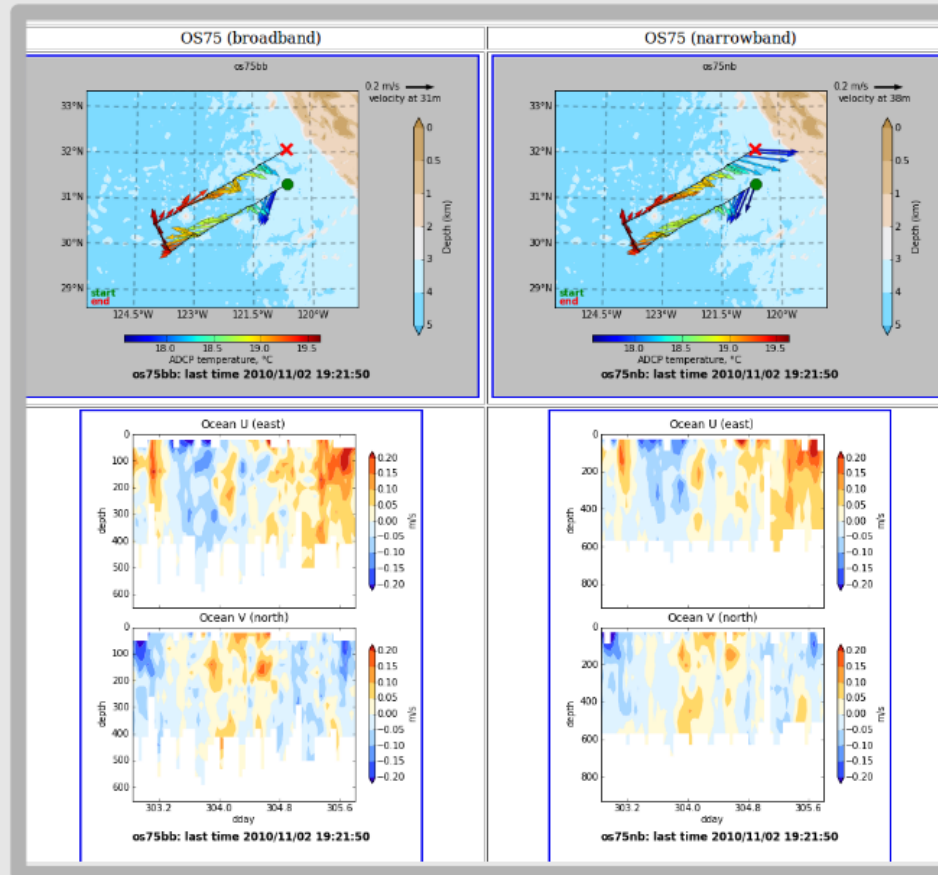 OS75 (broadband)
OS75 (narrowband)
os75bb
0.2 m/s
velocity at 31m
33°N
32°N
31°N
30°N
29°N
start
end
124.5°W 123°W 121.5°W 120°W
0
0.5
1
2
3
4
5
Depth (km)
18.0 18.5 19.0 19.5
ADCP temperature, °C
os75bb: last time 2010/11/02 19:21:50
os75nb
0.2 m/s
velocity at 38m
33°N
32°N
31°N
30°N
29°N
start
end
124.5°W 123°W 121.5°W 120°W
0
0.5
1
2
3
4
5
Depth (km)
18.0 18.5 19.0 19.5
ADCP temperature, °C
os75nb: last time 2010/11/02 19:21:50
Ocean U (east)
0
100
200
300
400
500
600
depth
0.20
0.15
0.10
0.05
0.00
−0.05
−0.10
−0.15
−0.20
m/s
Ocean V (north)
0
100
200
300
400
500
600
depth
0.20
0.15
0.10
0.05
0.00
−0.05
−0.10
−0.15
−0.20
m/s
303.2 304.0 304.8 305.6
dday
os75bb: last time 2010/11/02 19:21:50
Ocean U (east)
0
200
400
600
800
depth
0.20
0.15
0.10
0.05
0.00
−0.05
−0.10
−0.15
−0.20
m/s
Ocean V (north)
0
200
400
600
800
depth
0.20
0.15
0.10
0.05
0.00
−0.05
−0.10
−0.15
−0.20
m/s
303.2 304.0 304.8 305.6
dday
os75nb: last time 2010/11/02 19:21:50